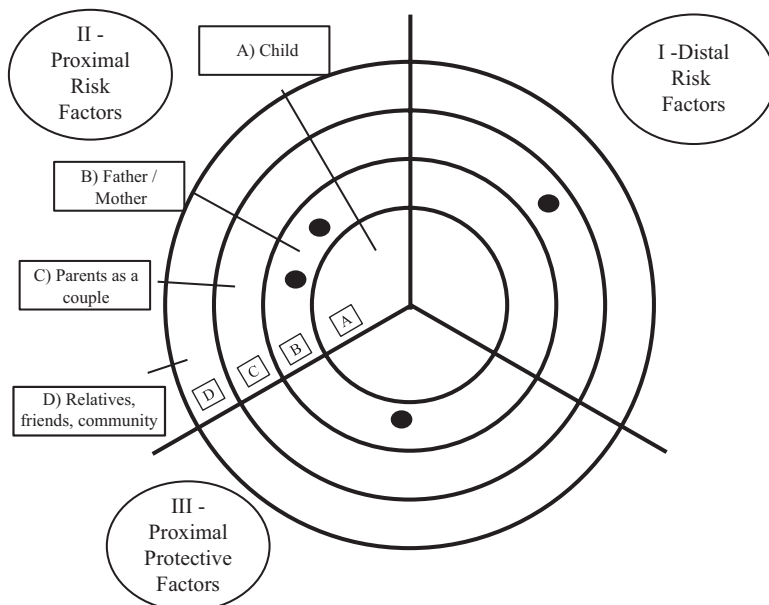 II -
Proximal
Risk
Factors
A) Child
I -Distal
Risk
Factors
B) Father /
Mother
C) Parents as a
couple
D) Relatives,
friends, community
A
B
C
D
III -
Proximal
Protective
Factors